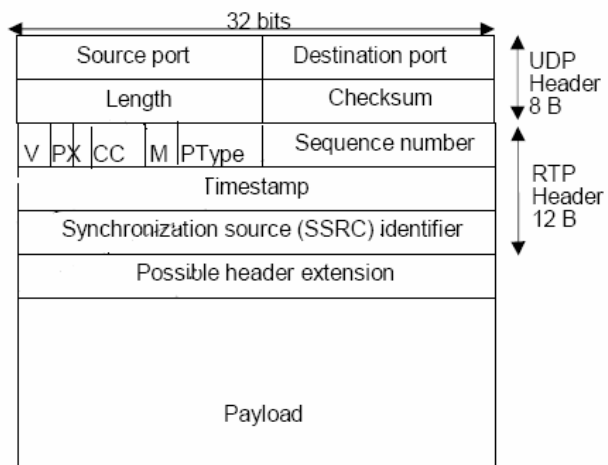 32 bits
Source port Destination port
UDP
Header
8 B
Length Checksum
V PX CC M PType Sequence number
RTP
Header
12 B
Timestamp
Synchronization source (SSRC) identifier
Possible header extension
Payload